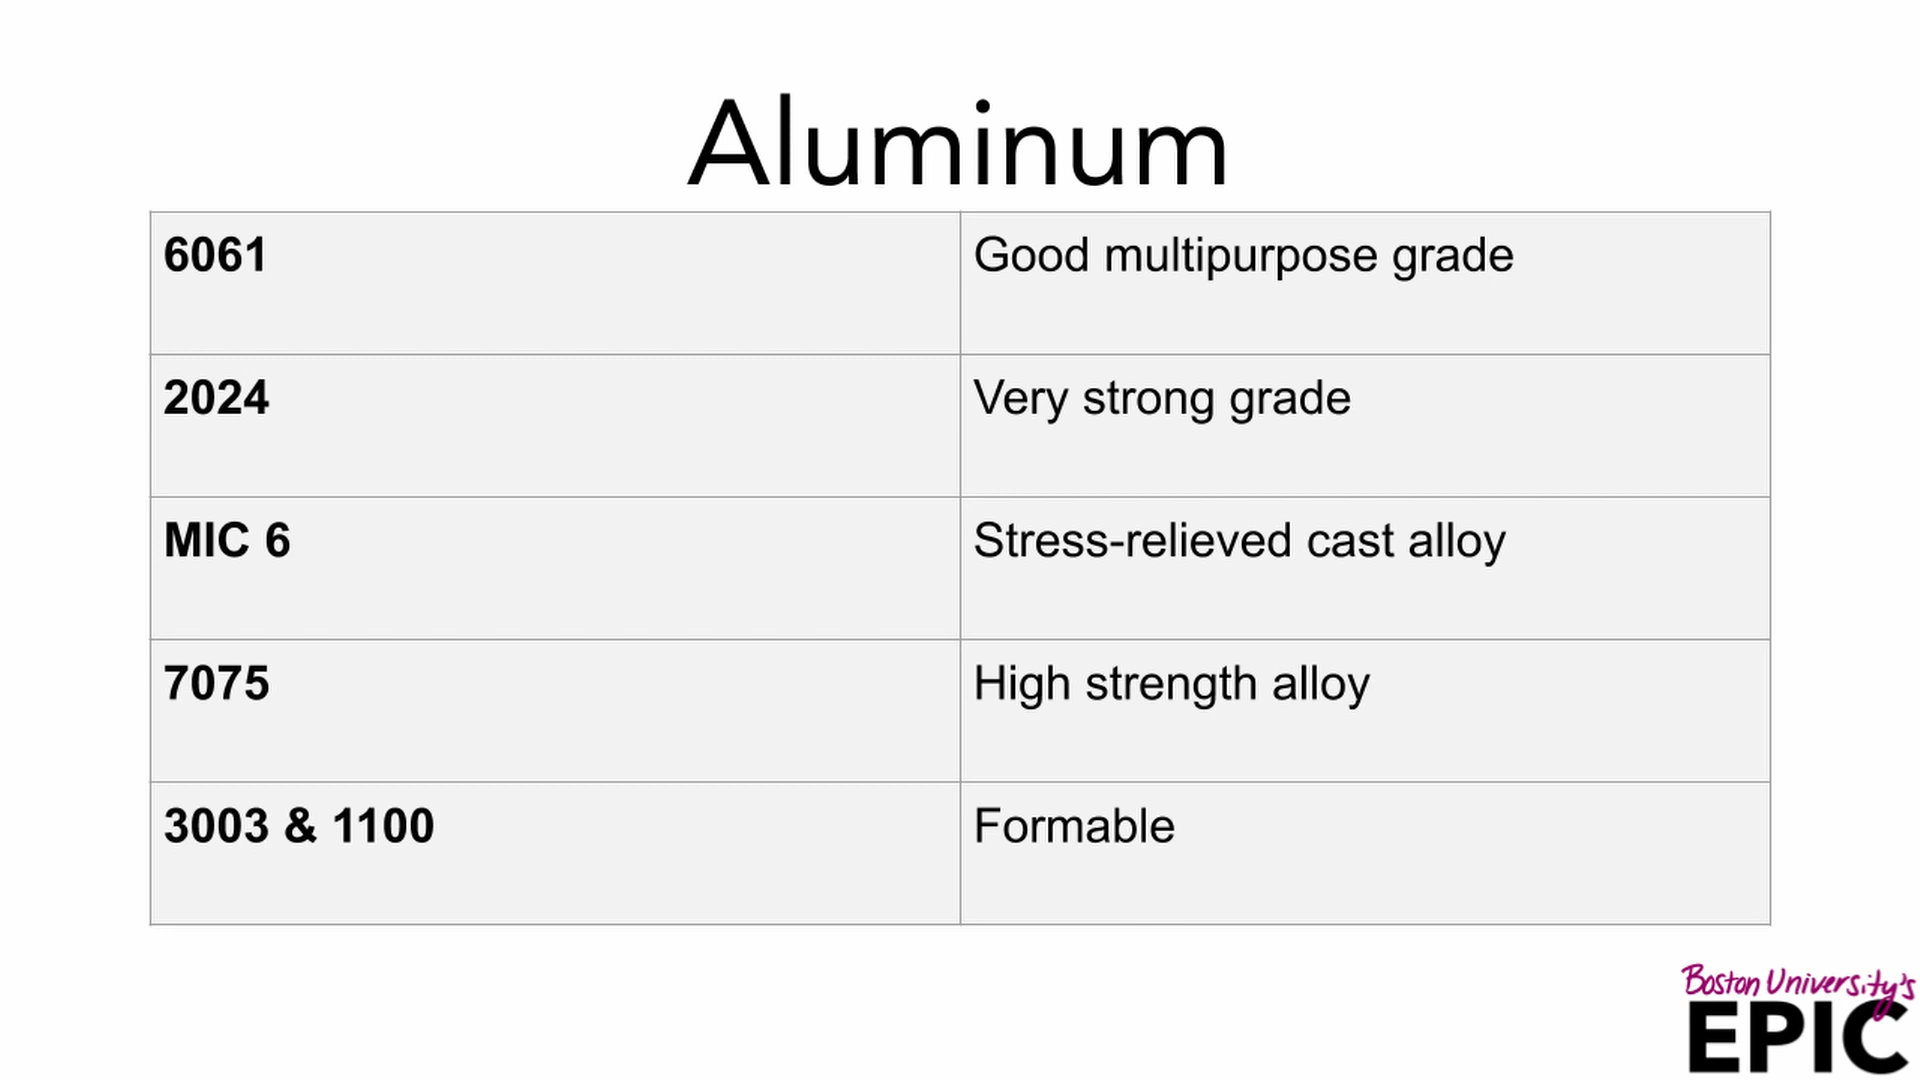 Aluminum
6061 Good multipurpose grade
2024 Very strong grade
MIC 6 Stress-relieved cast alloy
7075 High strength alloy
3003 & 1100 Formable
Boston University's
EPIC